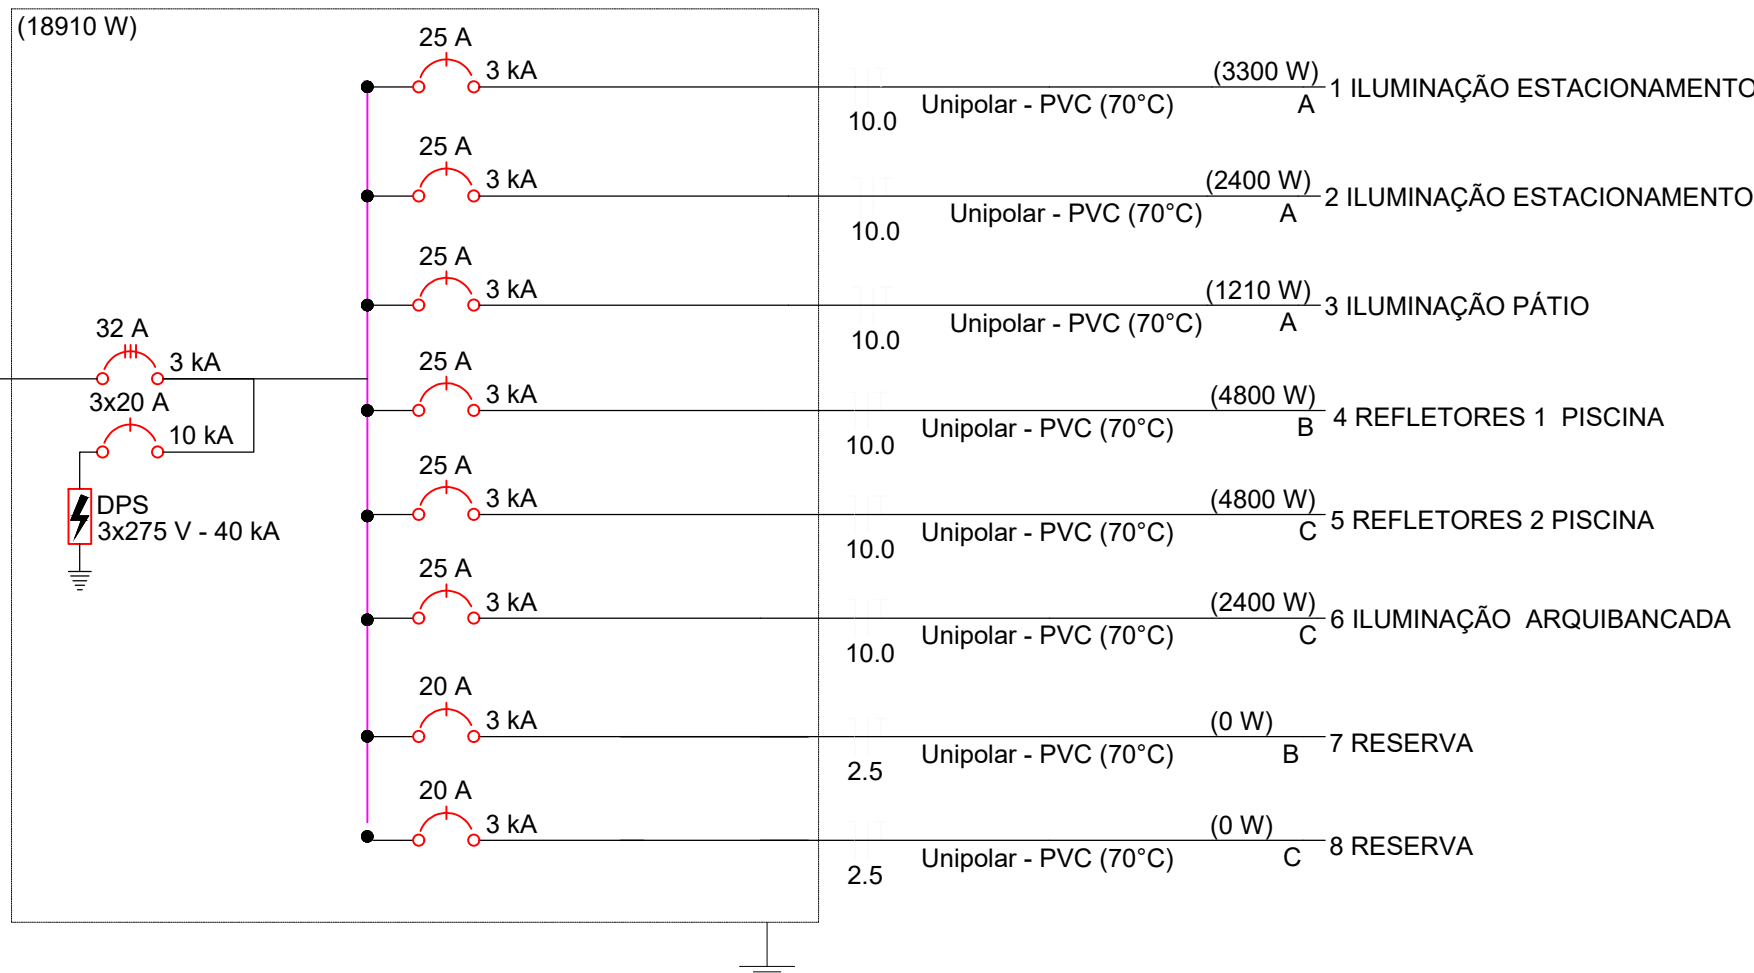 (18910 W)
25 A
3 kA
10.0
Unipolar - PVC (70°C)
(3300 W)
A
1 ILUMINAÇÃO ESTACIONAMENTO
25 A
3 kA
10.0
Unipolar - PVC (70°C)
(2400 W)
A
2 ILUMINAÇÃO ESTACIONAMENTO
25 A
3 kA
10.0
Unipolar - PVC (70°C)
(1210 W)
A
3 ILUMINAÇÃO PÁTIO
32 A
3 kA
3x20 A
10 kA
DPS
3x275 V - 40 kA
25 A
3 kA
10.0
Unipolar - PVC (70°C)
(4800 W)
B
4 REFLETORES 1 PISCINA
25 A
3 kA
10.0
Unipolar - PVC (70°C)
(4800 W)
C
5 REFLETORES 2 PISCINA
25 A
3 kA
10.0
Unipolar - PVC (70°C)
(2400 W)
C
6 ILUMINAÇÃO ARQUIBANCADA
20 A
3 kA
2.5
Unipolar - PVC (70°C)
(0 W)
B
7 RESERVA
20 A
3 kA
2.5
Unipolar - PVC (70°C)
(0 W)
C
8 RESERVA